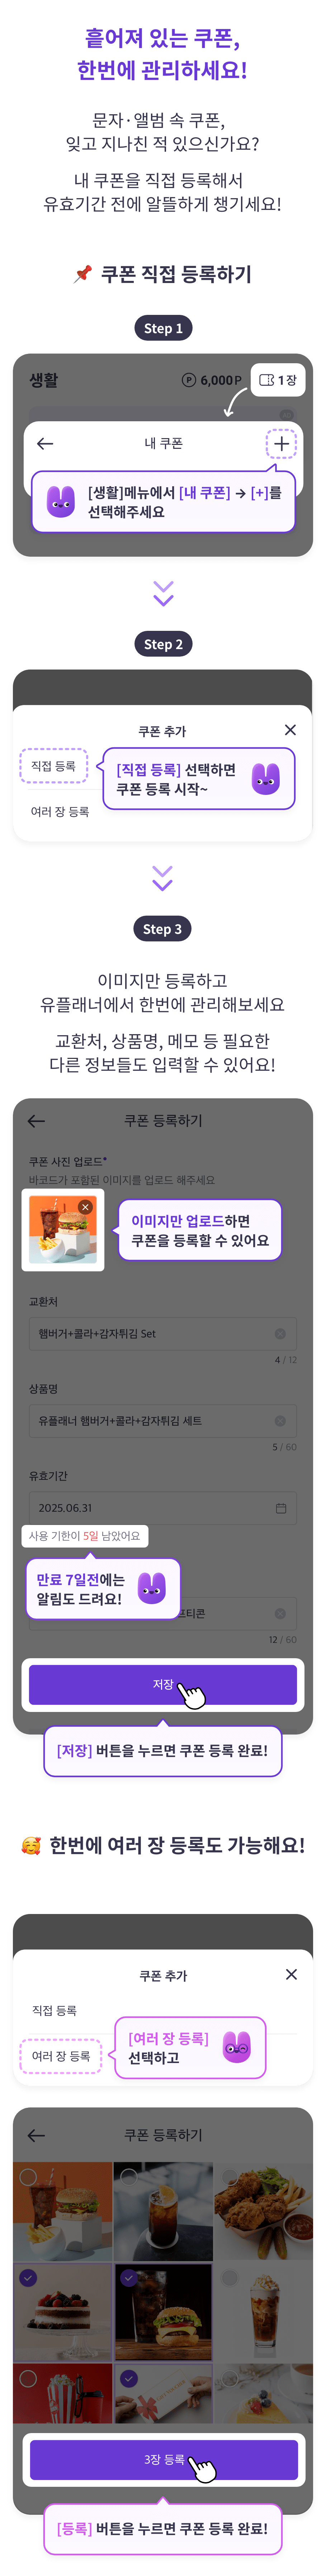 흩어져 있는 쿠폰,
한번에 관리하세요!
문자·앨범 속 쿠폰,
잊고 지나친 적 있으신가요?
내 쿠폰을 직접 등록해서
유효기간 전에 알뜰하게 챙기세요!
쿠폰 직접 등록하기
Step 1
생활
P 6,000P
1장
내 쿠폰
[생활]메뉴에서 [내 쿠폰] → [+]를
선택해주세요
Step 2
쿠폰 추가
직접 등록
[직접 등록] 선택하면
쿠폰 등록 시작~
여러 장 등록
Step 3
이미지만 등록하고
유플래너에서 한번에 관리해보세요
교환처, 상품명, 메모 등 필요한
다른 정보들도 입력할 수 있어요!
쿠폰 등록하기
쿠폰 사진 업로드*
바코드가 포함된 이미지를 업로드 해주세요
이미지만 업로드하면
쿠폰을 등록할 수 있어요
교환처
햄버거+콜라+감자튀김 Set
4 / 12
상품명
유플래너 햄버거+콜라+감자튀김 세트
5 / 60
유효기간
2025.06.31
사용 기한이 5일 남았어요
만료 7일전에는
알림도 드려요!
프티콘
12 / 60
저장
[저장] 버튼을 누르면 쿠폰 등록 완료!
한번에 여러 장 등록도 가능해요!
쿠폰 추가
직접 등록
여러 장 등록
[여러 장 등록]
선택하고
쿠폰 등록하기
3장 등록
[등록] 버튼을 누르면 쿠폰 등록 완료!